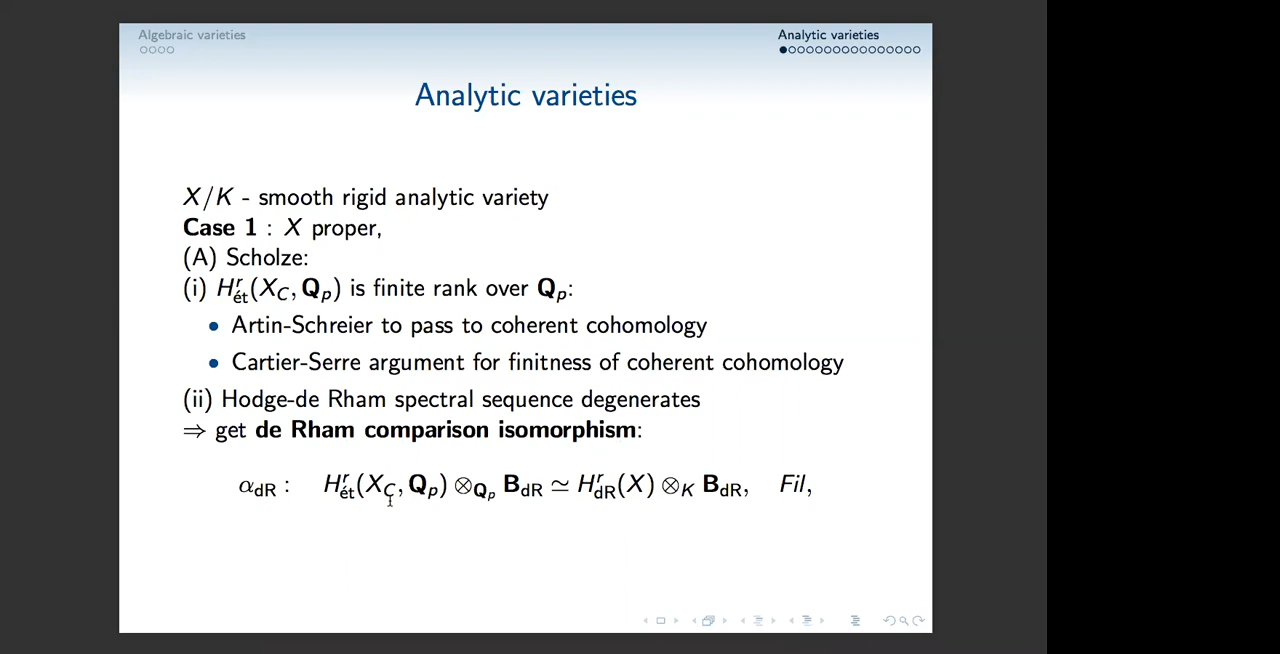 Algebraic varieties
Analytic varieties
Analytic varieties
X/K - smooth rigid analytic variety
Case 1 : X proper,
(A) Scholze:
(i) H^r_ét(X_C, Q_p) is finite rank over Q_p:
• Artin-Schreier to pass to coherent cohomology
• Cartier-Serre argument for finitness of coherent cohomology
(ii) Hodge-de Rham spectral sequence degenerates
⇒ get de Rham comparison isomorphism:
α_dR : H^r_ét(X_C, Q_p) ⊗_{Q_p} B_dR ≃ H^r_dR(X) ⊗_K B_dR, Fil,